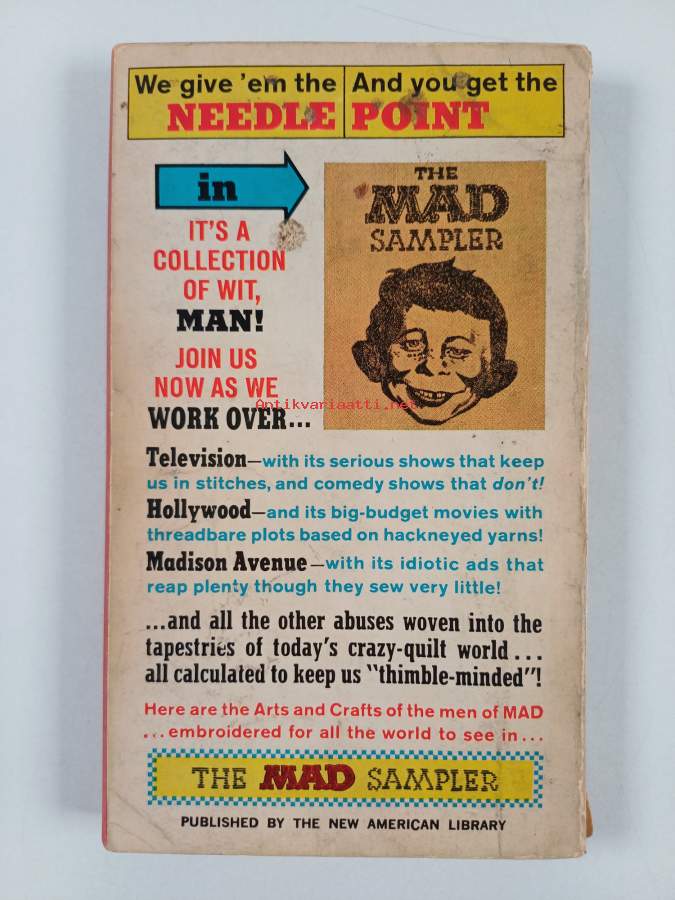 We give 'em the And you get the
NEEDLE POINT
in
THE
MAD
SAMPLER
IT'S A
COLLECTION
OF WIT,
MAN!
JOIN US
NOW AS WE
WORK OVER...
Antikvariaatti.net
Television—with its serious shows that keep
us in stitches, and comedy shows that don't!
Hollywood—and its big-budget movies with
threadbare plots based on hackneyed yarns!
Madison Avenue—with its idiotic ads that
reap plenty though they sew very little!
...and all the other abuses woven into the
tapestries of today's crazy-quilt world...
all calculated to keep us "thimble-minded"!
Here are the Arts and Crafts of the men of MAD
...embroidered for all the world to see in...
THE MAD SAMPLER
PUBLISHED BY THE NEW AMERICAN LIBRARY